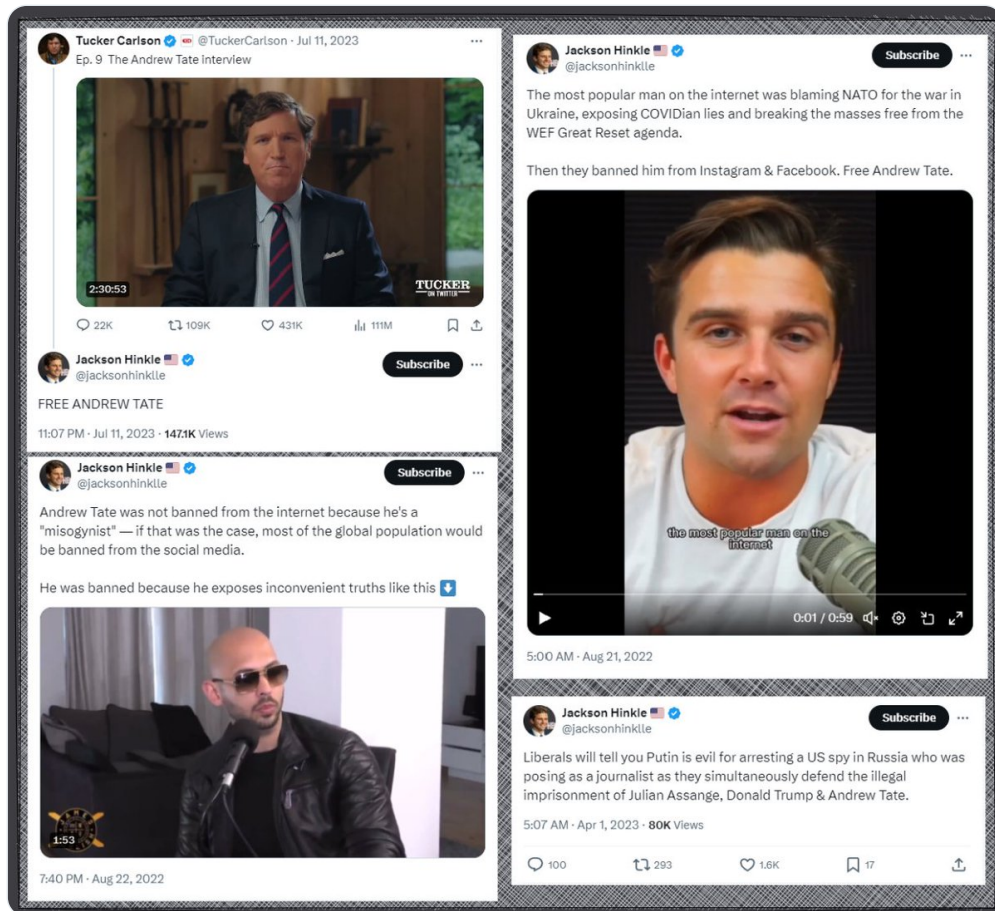 Tucker Carlson @TuckerCarlson · Jul 11, 2023
Ep. 9 The Andrew Tate interview
2:30:53
TUCKER
ON TWITTER
22K 109K 431K 111M
Jackson Hinkle
@jacksonhinklle
Subscribe
FREE ANDREW TATE
11:07 PM · Jul 11, 2023 · 147.1K Views
Jackson Hinkle
@jacksonhinklle
Subscribe
Andrew Tate was not banned from the internet because he's a
"misogynist" — if that was the case, most of the global population would
be banned from the social media.
He was banned because he exposes inconvenient truths like this
1:53
7:40 PM · Aug 22, 2022
Jackson Hinkle
@jacksonhinklle
Subscribe
The most popular man on the internet was blaming NATO for the war in
Ukraine, exposing COVIDian lies and breaking the masses free from the
WEF Great Reset agenda.
Then they banned him from Instagram & Facebook. Free Andrew Tate.
the most popular man on the
internet
0:01 / 0:59
5:00 AM · Aug 21, 2022
Jackson Hinkle
@jacksonhinklle
Subscribe
Liberals will tell you Putin is evil for arresting a US spy in Russia who was
posing as a journalist as they simultaneously defend the illegal
imprisonment of Julian Assange, Donald Trump & Andrew Tate.
5:07 AM · Apr 1, 2023 · 80K Views
100 293 1.6K 17